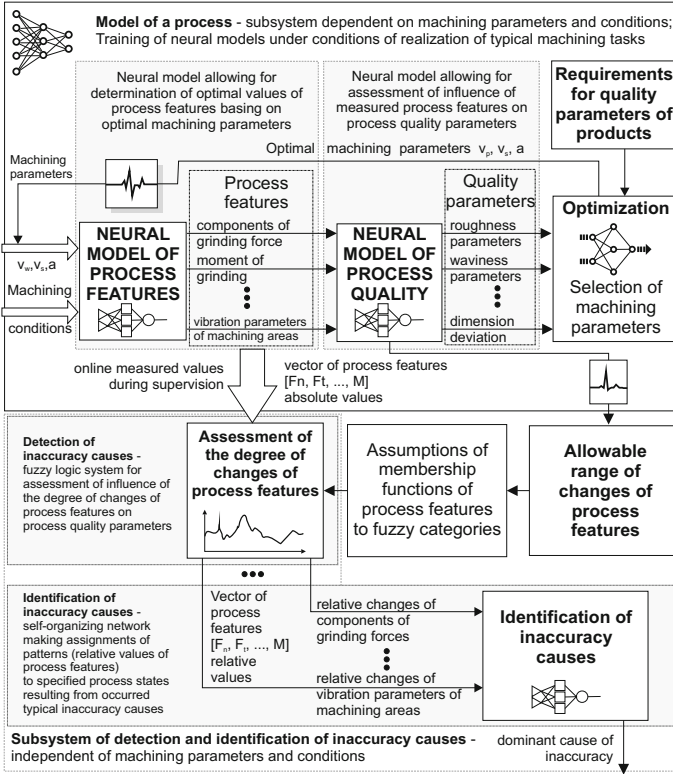 Model of a process - subsystem dependent on machining parameters and conditions;
Training of neural models under conditions of realization of typical machining tasks
Neural model allowing for
determination of optimal values
of process features basing on
optimal machining parameters
Neural model allowing for
assessment of influence of
measured process features on
process quality parameters
Requirements
for quality
parameters of
products
Optimal machining parameters vₚ, vₛ, a
Machining
parameters
Process
features
Quality
parameters
NEURAL
MODEL OF
PROCESS
FEATURES
components of
grinding force
moment of
grinding
vibration parameters
of machining areas
NEURAL
MODEL OF
PROCESS
QUALITY
roughness
parameters
waviness
parameters
dimension
deviation
Optimization
Selection of
machining
parameters
v_w,vₛ,a
Machining
conditions
online measured values
during supervision
vector of process features
[Fn, Ft, ..., M]
absolute values
Detection of
inaccuracy causes -
fuzzy logic system for
assessment of influence of
the degree of changes of
process features on
process quality parameters
Assessment of
the degree of
changes of
process features
Assumptions of
membership
functions of
process features
to fuzzy categories
Allowable
range of
changes of
process
features
Identification of
inaccuracy causes -
self-organizing network
making assignments of
patterns (relative values of
process features)
to specified process states
resulting from occurred
typical inaccuracy causes
Vector of
process
features
[Fₙ, Fₜ, ..., M]
relative
values
relative changes of
components of
grinding forces
relative changes of
vibration parameters of
machining areas
Identification of
inaccuracy
causes
Subsystem of detection and identification of inaccuracy causes -
independent of machining parameters and conditions
dominant cause of
inaccuracy